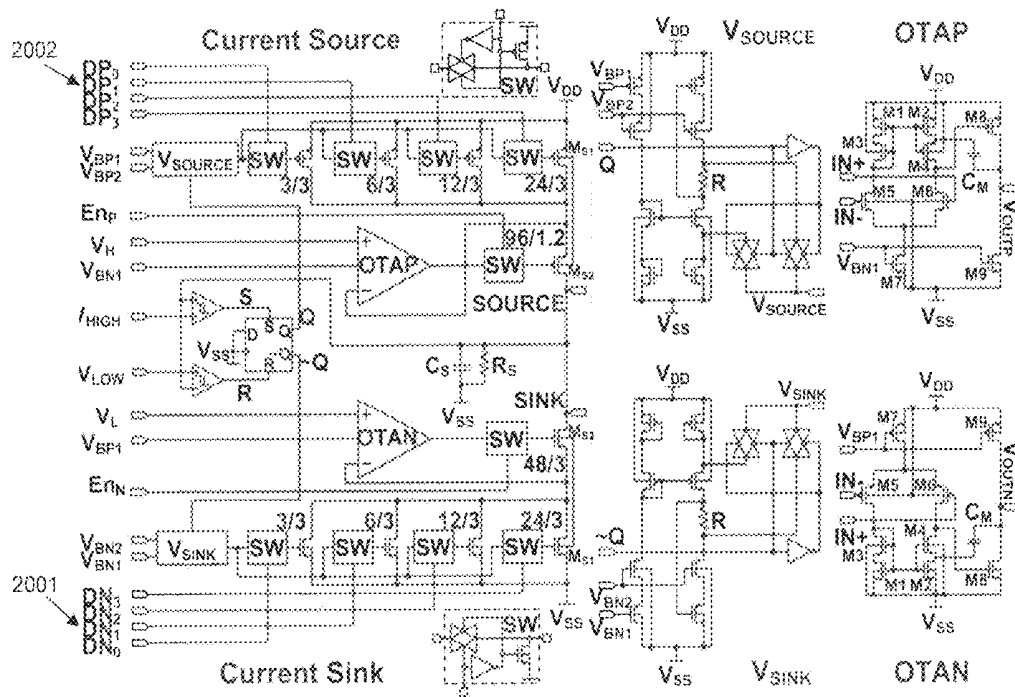 2002
Current Source
DP0
DP1
DP2
DP3
SW
VDD
VBP1
VBP2
VSOURCE
SW
SW
SW
SW
MS1
3/3
6/3
12/3
24/3
EnP
VH
VBN1
OTAP
96/1.2
SW
MS2
SOURCE
IHIGH
S
S
Q
Q
D
VSS
R
Q
~Q
VLOW
R
CS
RS
VSS
SINK
VL
VBP1
OTAN
SW
48/3
EnN
3/3
6/3
12/3
24/3
VBN2
VBN1
VSINK
SW
SW
SW
SW
MS1
2001
DN3
DN2
DN1
DN0
VSS
SW
Current Sink
VDD
VSOURCE
VBP2
Q
R
VSOURCE
VSS
VDD
VSINK
R
~Q
VBN2
VBN1
VSS
VSINK
OTAP
VDD
M1
M2
M8
M3
M4
IN+
CM
M5
M6
IN-
VOUTP
VBN1
M7
M9
VSS
VDD
M7
M9
VBP1
IN-
M5
M6
VOUTN
CM
IN+
M4
M3
M1
M2
M8
VSS
OTAN